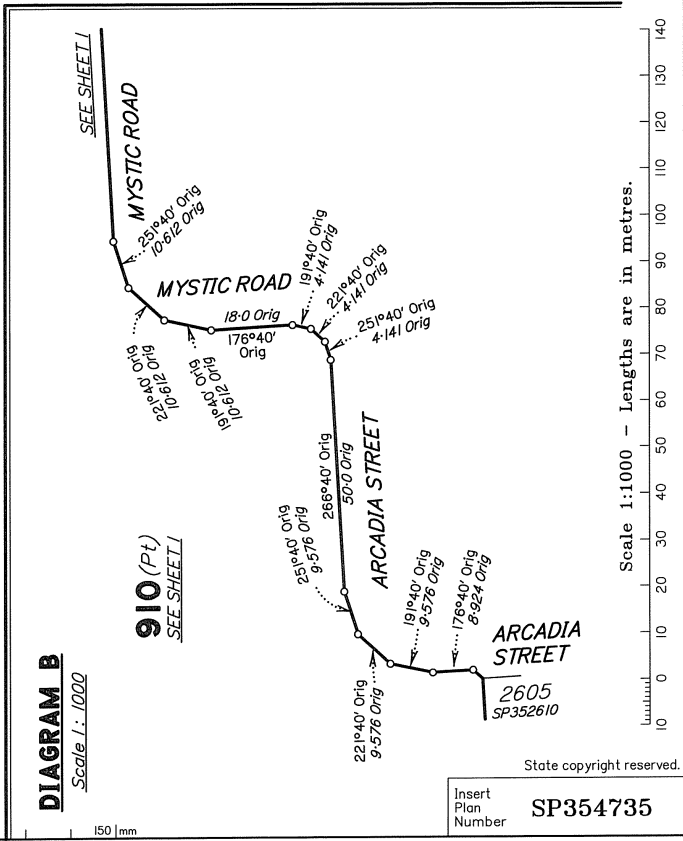 DIAGRAM B
Scale 1 : 1000
910 (Pt)
SEE SHEET 1
SEE SHEET 1
MYSTIC ROAD
251°40' Orig
10·612 Orig
MYSTIC ROAD
221°40' Orig
10·612 Orig
191°40' Orig
10·612 Orig
18·0 Orig
176°40'
Orig
191°40' Orig
4·141 Orig
221°40' Orig
4·141 Orig
251°40' Orig
4·141 Orig
266°40' Orig
50·0 Orig
ARCADIA STREET
251°40' Orig
9·576 Orig
221°40' Orig
9·576 Orig
191°40' Orig
9·576 Orig
176°40' Orig
8·924 Orig
ARCADIA
STREET
2605
SP352610
Scale 1:1000 – Lengths are in metres.
10 0 10 20 30 40 50 60 70 80 90 100 110 120 130 140
State copyright reserved.
Insert
Plan
Number
SP354735
150 mm